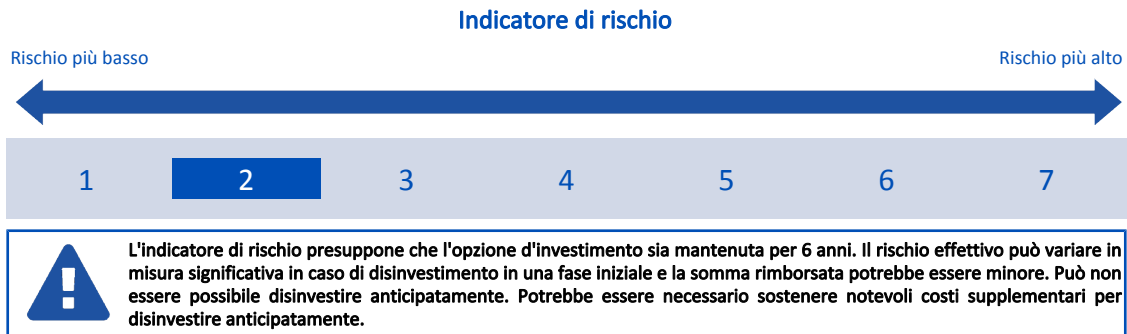 Indicatore di rischio
Rischio più basso
Rischio più alto
1 2 3 4 5 6 7
L'indicatore di rischio presuppone che l'opzione d'investimento sia mantenuta per 6 anni. Il rischio effettivo può variare in
misura significativa in caso di disinvestimento in una fase iniziale e la somma rimborsata potrebbe essere minore. Può non
essere possibile disinvestire anticipatamente. Potrebbe essere necessario sostenere notevoli costi supplementari per
disinvestire anticipatamente.